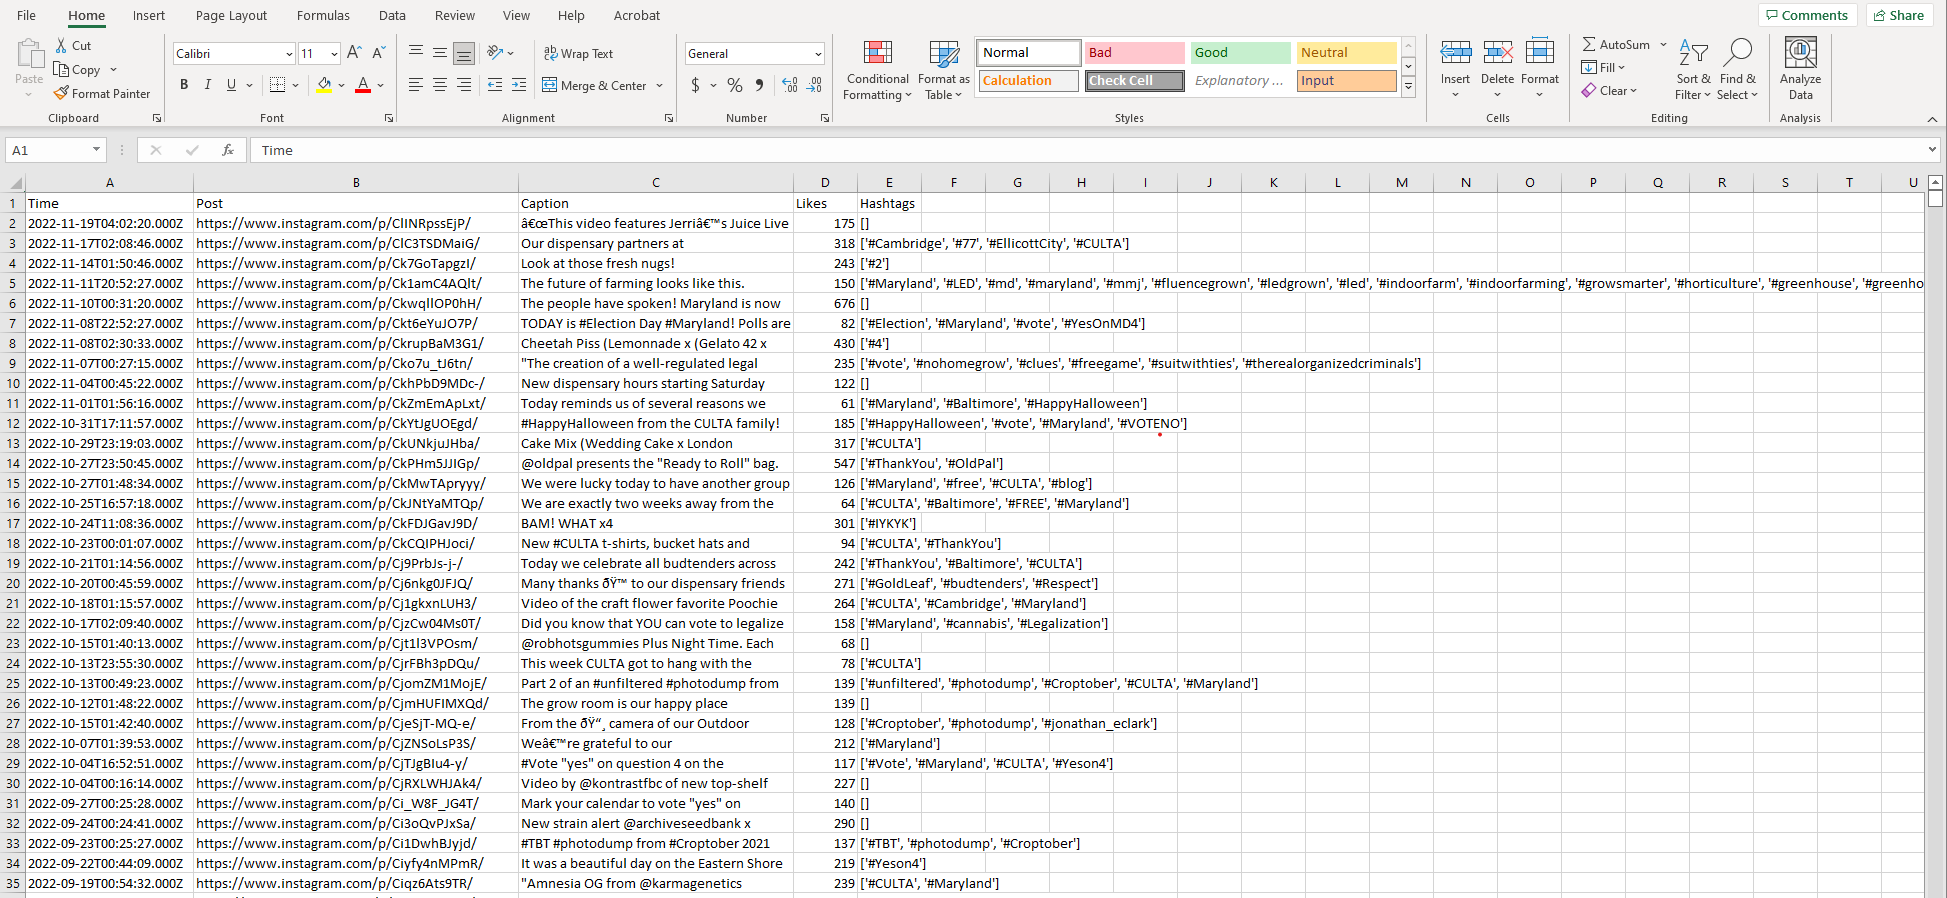 File Home Insert Page Layout Formulas Data Review View Help Acrobat Comments Share
Paste Cut Copy Format Painter Clipboard
Calibri 11 B I U Font
Wrap Text Merge & Center Alignment
General $ % Number
Conditional Formatting Format as Table Normal Bad Good Neutral Calculation Check Cell Explanatory ... Input Styles
Insert Delete Format Cells
AutoSum Fill Clear Sort & Filter Find & Select Editing
Analyze Data Analysis
A1 fx Time
A B C D E F G H I J K L M N O P Q R S T U
1 Time Post Caption Likes Hashtags
2 2022-11-19T04:02:20.000Z https://www.instagram.com/p/ClINRpssEjP/ â€œThis video features Jerriâ€™s Juice Live 175 []
3 2022-11-17T02:08:46.000Z https://www.instagram.com/p/ClC3TSDMaiG/ Our dispensary partners at 318 ['#Cambridge', '#77', '#EllicottCity', '#CULTA']
4 2022-11-14T01:50:46.000Z https://www.instagram.com/p/Ck7GoTapgzI/ Look at those fresh nugs! 243 ['#2']
5 2022-11-11T20:52:27.000Z https://www.instagram.com/p/Ck1amC4AQlt/ The future of farming looks like this. 150 ['#Maryland', '#LED', '#md', '#maryland', '#mmj', '#fluencegrown', '#ledgrown', '#led', '#indoorfarm', '#indoorfarming', '#growsmarter', '#horticulture', '#greenhouse', '#greenho
6 2022-11-10T00:31:20.000Z https://www.instagram.com/p/CkwqllOP0hH/ The people have spoken! Maryland is now 676 []
7 2022-11-08T22:52:27.000Z https://www.instagram.com/p/Ckt6eYuJO7P/ TODAY is #Election Day #Maryland! Polls are 82 ['#Election', '#Maryland', '#vote', '#YesOnMD4']
8 2022-11-08T02:30:33.000Z https://www.instagram.com/p/CkrupBaM3G1/ Cheetah Piss (Lemonnade x (Gelato 42 x 430 ['#4']
9 2022-11-07T00:27:15.000Z https://www.instagram.com/p/Cko7u_tJ6tn/ "The creation of a well-regulated legal 235 ['#vote', '#nohomegrow', '#clues', '#freegame', '#suitwithties', '#therealorganizedcriminals']
10 2022-11-04T00:45:22.000Z https://www.instagram.com/p/CkhPbD9MDc-/ New dispensary hours starting Saturday 122 []
11 2022-11-01T01:56:16.000Z https://www.instagram.com/p/CkZmEmApLxt/ Today reminds us of several reasons we 61 ['#Maryland', '#Baltimore', '#HappyHalloween']
12 2022-10-31T17:11:57.000Z https://www.instagram.com/p/CkYtJgUOEgd/ #HappyHalloween from the CULTA family! 185 ['#HappyHalloween', '#vote', '#Maryland', '#VOTENO']
13 2022-10-29T23:19:03.000Z https://www.instagram.com/p/CkUNkjuJHba/ Cake Mix (Wedding Cake x London 317 ['#CULTA']
14 2022-10-27T23:50:45.000Z https://www.instagram.com/p/CkPHm5JJIGp/ @oldpal presents the "Ready to Roll" bag. 547 ['#ThankYou', '#OldPal']
15 2022-10-27T01:48:34.000Z https://www.instagram.com/p/CkMwTApryyy/ We were lucky today to have another group 126 ['#Maryland', '#free', '#CULTA', '#blog']
16 2022-10-25T16:57:18.000Z https://www.instagram.com/p/CkJNtYaMTQp/ We are exactly two weeks away from the 64 ['#CULTA', '#Baltimore', '#FREE', '#Maryland']
17 2022-10-24T11:08:36.000Z https://www.instagram.com/p/CkFDJGavJ9D/ BAM! WHAT x4 301 ['#IYKYK']
18 2022-10-23T00:01:07.000Z https://www.instagram.com/p/CkCQIPHJoci/ New #CULTA t-shirts, bucket hats and 94 ['#CULTA', '#ThankYou']
19 2022-10-21T01:14:56.000Z https://www.instagram.com/p/Cj9PrbJs-j-/ Today we celebrate all budtenders across 242 ['#ThankYou', '#Baltimore', '#CULTA']
20 2022-10-20T00:45:59.000Z https://www.instagram.com/p/Cj6nkg0JFJQ/ Many thanks ðŸ™ to our dispensary friends 271 ['#GoldLeaf', '#budtenders', '#Respect']
21 2022-10-18T01:15:57.000Z https://www.instagram.com/p/Cj1gkxnLUH3/ Video of the craft flower favorite Poochie 264 ['#CULTA', '#Cambridge', '#Maryland']
22 2022-10-17T02:09:40.000Z https://www.instagram.com/p/CjzCw04Ms0T/ Did you know that YOU can vote to legalize 158 ['#Maryland', '#cannabis', '#Legalization']
23 2022-10-15T01:40:13.000Z https://www.instagram.com/p/Cjt1l3VPOsm/ @robhotsgummies Plus Night Time. Each 68 []
24 2022-10-13T23:55:30.000Z https://www.instagram.com/p/CjrFBh3pDQu/ This week CULTA got to hang with the 78 ['#CULTA']
25 2022-10-13T00:49:23.000Z https://www.instagram.com/p/CjomZM1MojE/ Part 2 of an #unfiltered #photodump from 139 ['#unfiltered', '#photodump', '#Croptober', '#CULTA', '#Maryland']
26 2022-10-12T01:48:22.000Z https://www.instagram.com/p/CjmHUFIMXQd/ The grow room is our happy place 139 []
27 2022-10-15T01:42:40.000Z https://www.instagram.com/p/CjeSjT-MQ-e/ From the ðŸ“¸ camera of our Outdoor 128 ['#Croptober', '#photodump', '#jonathan_eclark']
28 2022-10-07T01:39:53.000Z https://www.instagram.com/p/CjZNSoLsP3S/ Weâ€™re grateful to our 212 ['#Maryland']
29 2022-10-04T16:52:51.000Z https://www.instagram.com/p/CjTJgBIu4-y/ #Vote "yes" on question 4 on the 117 ['#Vote', '#Maryland', '#CULTA', '#Yeson4']
30 2022-10-04T00:16:14.000Z https://www.instagram.com/p/CjRXLWHJAk4/ Video by @kontrastfbc of new top-shelf 227 []
31 2022-09-27T00:25:28.000Z https://www.instagram.com/p/Ci_W8F_JG4T/ Mark your calendar to vote "yes" on 140 []
32 2022-09-24T00:24:41.000Z https://www.instagram.com/p/Ci3oQvPJxSa/ New strain alert @archiveseedbank x 290 []
33 2022-09-23T00:25:27.000Z https://www.instagram.com/p/Ci1DwhBJyjd/ #TBT #photodump from #Croptober 2021 137 ['#TBT', '#photodump', '#Croptober']
34 2022-09-22T00:44:09.000Z https://www.instagram.com/p/Ciyfy4nMPmR/ It was a beautiful day on the Eastern Shore 219 ['#Yeson4']
35 2022-09-19T00:54:32.000Z https://www.instagram.com/p/Ciqz6Ats9TR/ "Amnesia OG from @karmagenetics 239 ['#CULTA', '#Maryland']